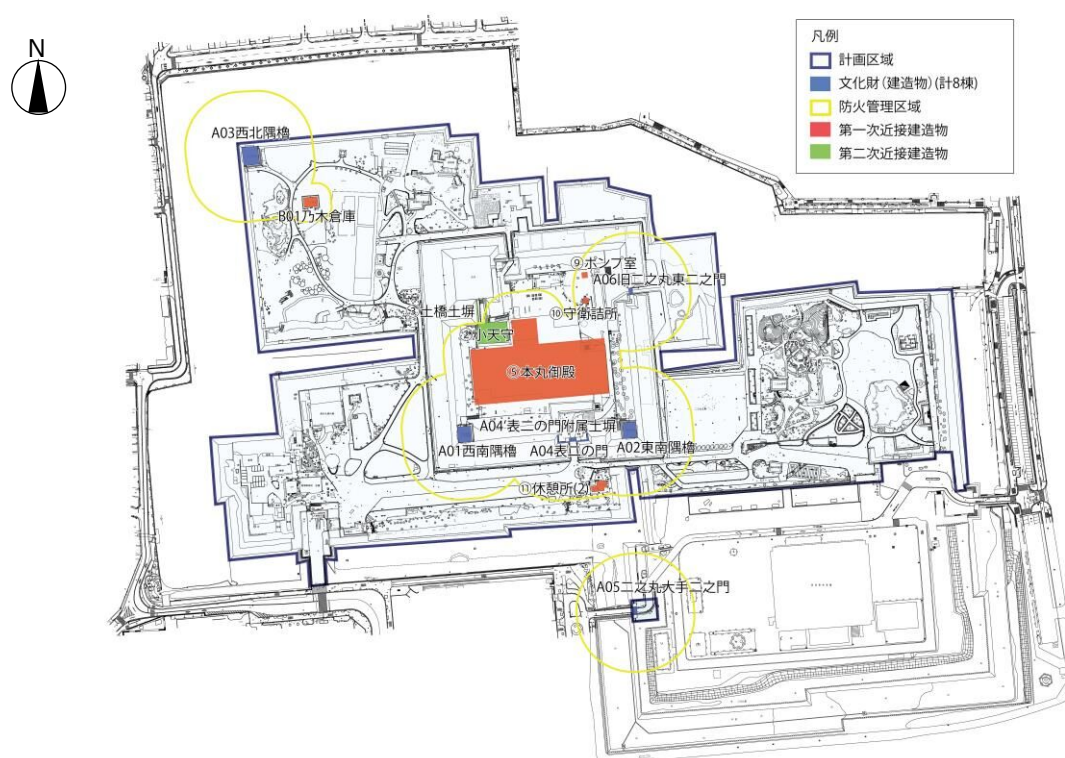 N
凡例
計画区域
文化財(建造物)(計8棟)
防火管理区域
第一次近接建造物
第二次近接建造物
A03西北隅櫓
B01乃木倉庫
⑨ポンプ室
A06旧二之丸東二之門
土橋土塀
⑩守衛詰所
②小天守
⑤本丸御殿
A04'表二の門附属土塀
A01西南隅櫓
A04表二の門
A02東南隅櫓
⑪休憩所(2)
A05二之丸大手二之門